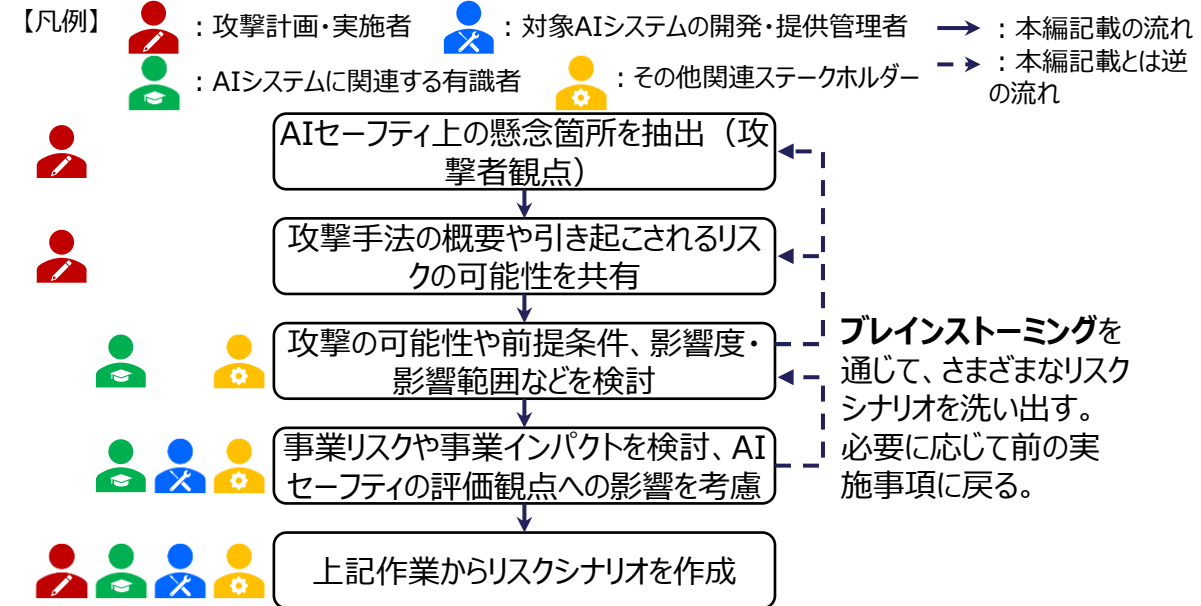 【凡例】
：攻撃計画・実施者
：対象AIシステムの開発・提供管理者
：本編記載の流れ
：AIシステムに関連する有識者
：その他関連ステークホルダー
：本編記載とは逆
の流れ
AIセーフティ上の懸念箇所を抽出（攻
撃者観点）
攻撃手法の概要や引き起こされるリス
クの可能性を共有
攻撃の可能性や前提条件、影響度・
影響範囲などを検討
事業リスクや事業インパクトを検討、AI
セーフティの評価観点への影響を考慮
上記作業からリスクシナリオを作成
ブレインストーミングを
通じて、さまざまなリスク
シナリオを洗い出す。
必要に応じて前の実
施事項に戻る。